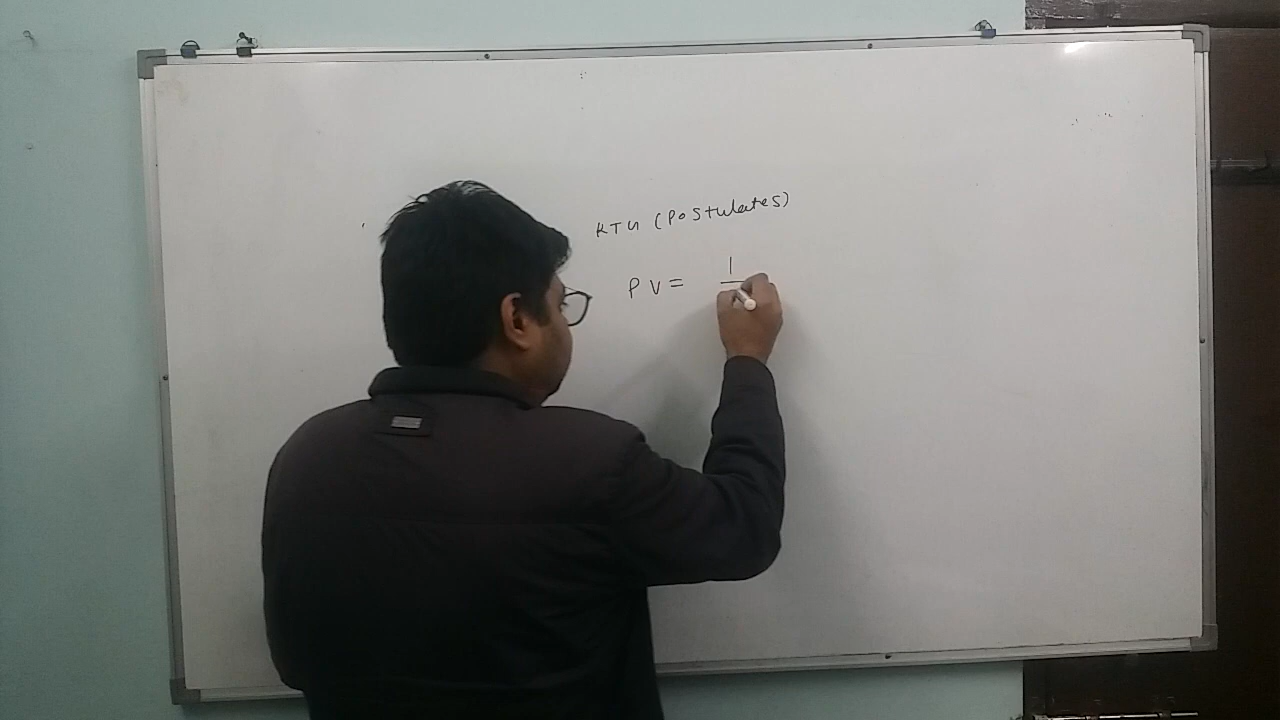 KTG (Postulates)
PV = 1